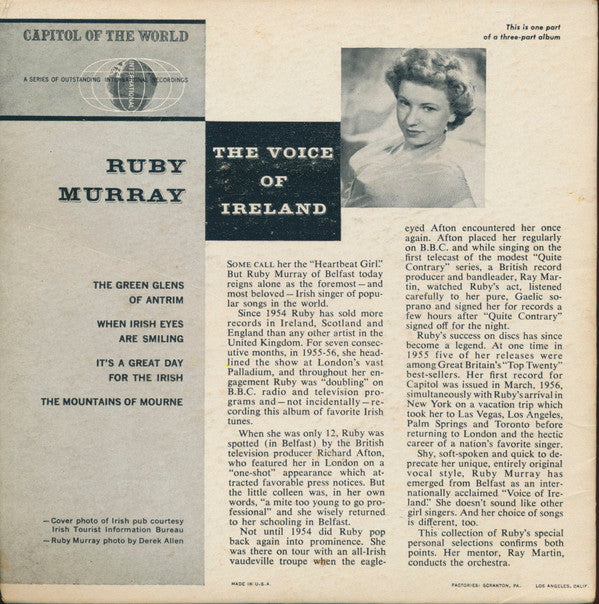 This is one part
of a three-part album
CAPITOL OF THE WORLD
A SERIES OF OUTSTANDING INTERNATIONAL RECORDINGS
INTERNATIONAL
RUBY
MURRAY
THE VOICE
OF
IRELAND
THE GREEN GLENS
OF ANTRIM
WHEN IRISH EYES
ARE SMILING
IT'S A GREAT DAY
FOR THE IRISH
THE MOUNTAINS OF MOURNE
— Cover photo of Irish pub courtesy
Irish Tourist Information Bureau
— Ruby Murray photo by Derek Allen
SOME CALL her the “Heartbeat Girl.”
But Ruby Murray of Belfast today
reigns alone as the foremost — and
most beloved — Irish singer of popu-
lar songs in the world.
Since 1954 Ruby has sold more
records in Ireland, Scotland and
England than any other artist in the
United Kingdom. For seven consec-
utive months, in 1955-56, she head-
lined the show at London's vast
Palladium, and throughout her en-
gagement Ruby was “doubling” on
B.B.C. radio and television pro-
grams and — not incidentally — re-
cording this album of favorite Irish
tunes.
When she was only 12, Ruby was
spotted (in Belfast) by the British
television producer Richard Afton,
who featured her in London on a
“one-shot” appearance which at-
tracted favorable press notices. But
the little colleen was, in her own
words, “a mite too young to go pro-
fessional” and she wisely returned
to her schooling in Belfast.
Not until 1954 did Ruby pop
back again into prominence. She
was there on tour with an all-Irish
vaudeville troupe when the eagle-
eyed Afton encountered her once
again. Afton placed her regularly
on B.B.C. and while singing on the
first telecast of the modest “Quite
Contrary” series, a British record
producer and bandleader, Ray Mar-
tin, watched Ruby's act, listened
carefully to her pure, Gaelic so-
prano and signed her for records a
few hours after “Quite Contrary”
signed off for the night.
Ruby's success on discs has since
become a legend. At one time in
1955 five of her releases were
among Great Britain's “Top Twenty”
best-sellers. Her first record for
Capitol was issued in March, 1956,
simultaneously with Ruby's arrival in
New York on a vacation trip which
took her to Las Vegas, Los Angeles,
Palm Springs and Toronto before
returning to London and the hectic
career of a nation's favorite singer.
Shy, soft-spoken and quick to de-
precate her unique, entirely original
vocal style, Ruby Murray has
emerged from Belfast as an inter-
nationally acclaimed “Voice of Ire-
land.” She doesn't sound like other
girl singers. And her choice of songs
is different, too.
This collection of Ruby's special
personal selections confirms both
points. Her mentor, Ray Martin,
conducts the orchestra.
MADE IN U.S.A.
FACTORIES: SCRANTON, PA. LOS ANGELES, CALIF.